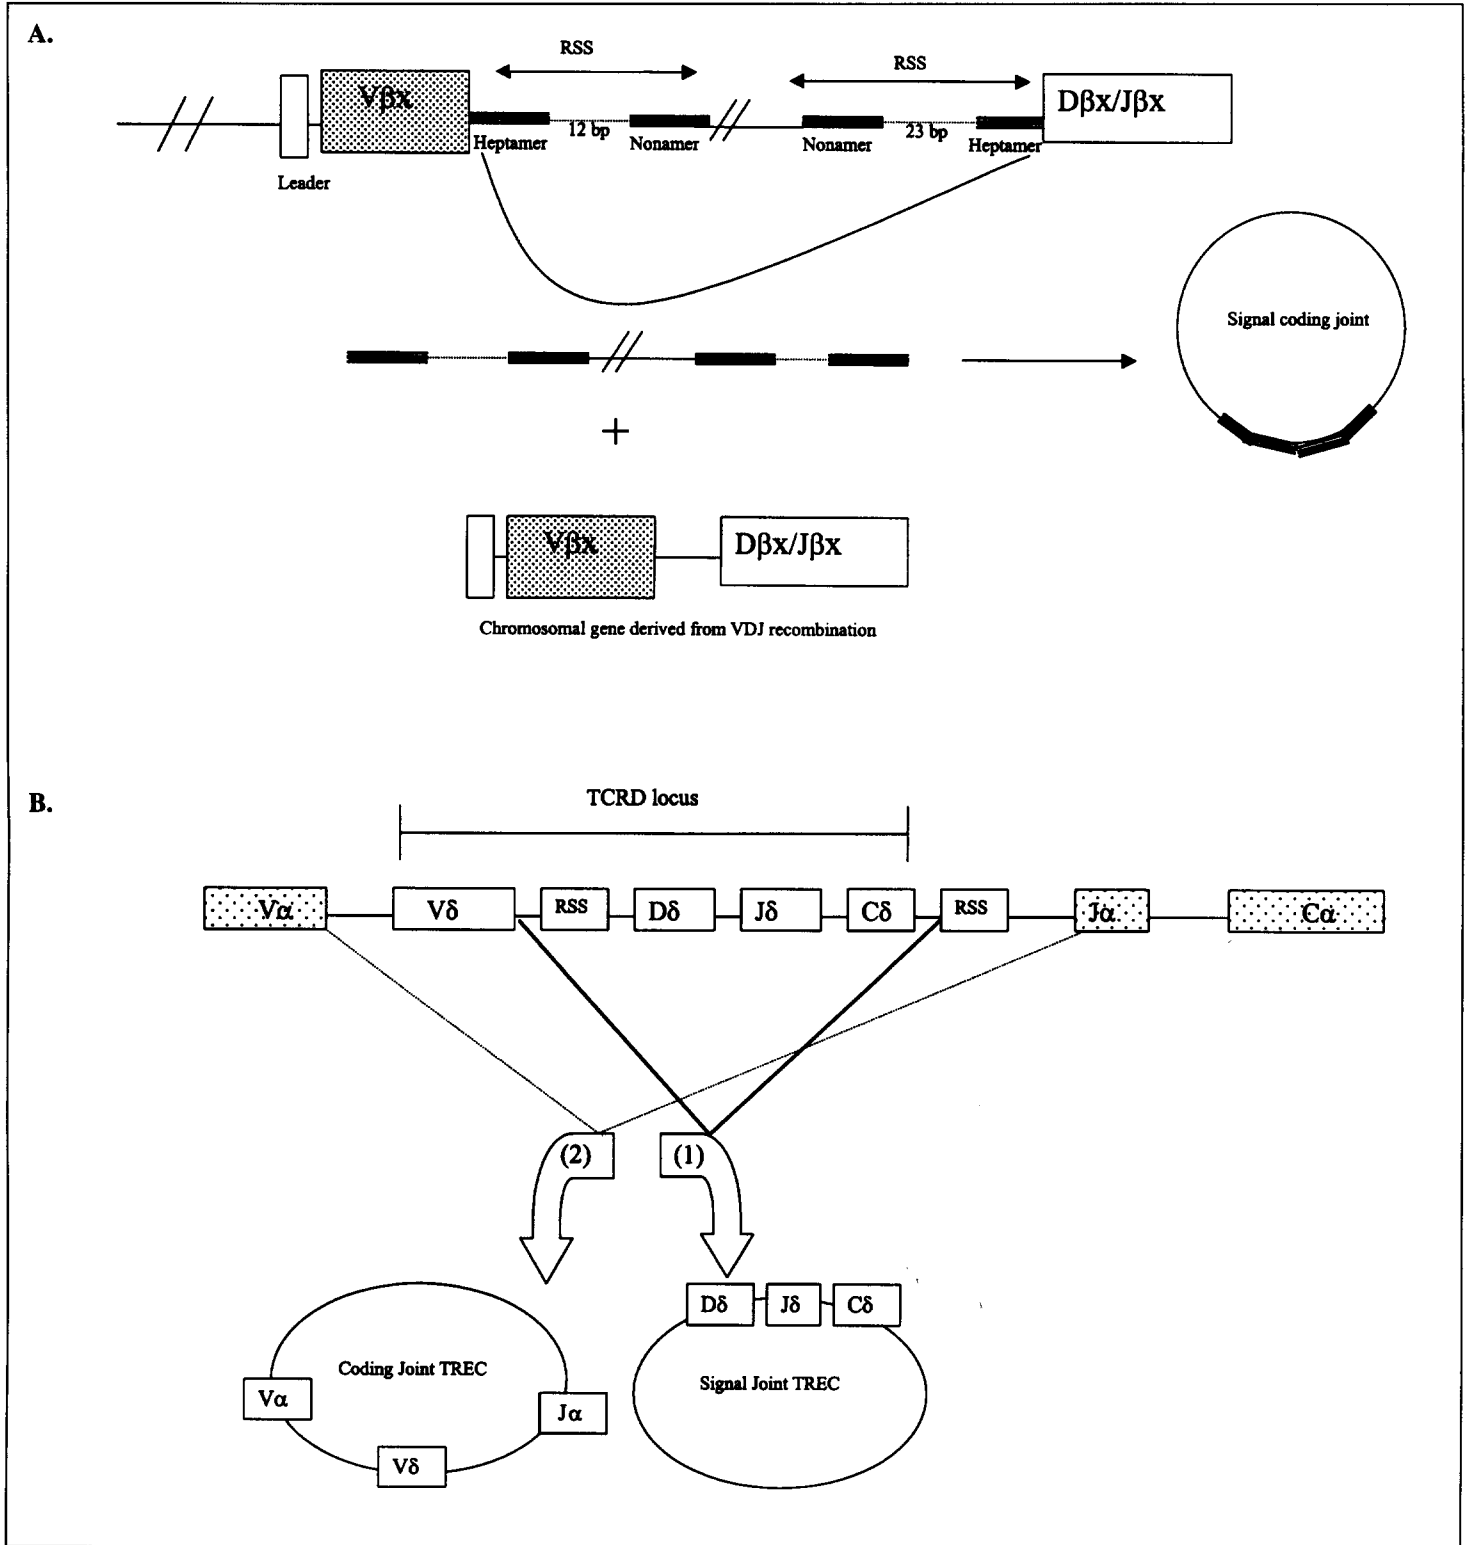 A.
RSS
RSS
Vβx
Dβx/Jβx
Heptamer
12 bp
Nonamer
Nonamer
23 bp
Heptamer
Leader
Signal coding joint
+
Vβx
Dβx/Jβx
Chromosomal gene derived from VDJ recombination
B.
TCRD locus
Vα
Vδ
RSS
Dδ
Jδ
Cδ
RSS
Jα
Cα
(2)
(1)
Dδ
Jδ
Cδ
Coding Joint TREC
Signal Joint TREC
Vα
Jα
Vδ